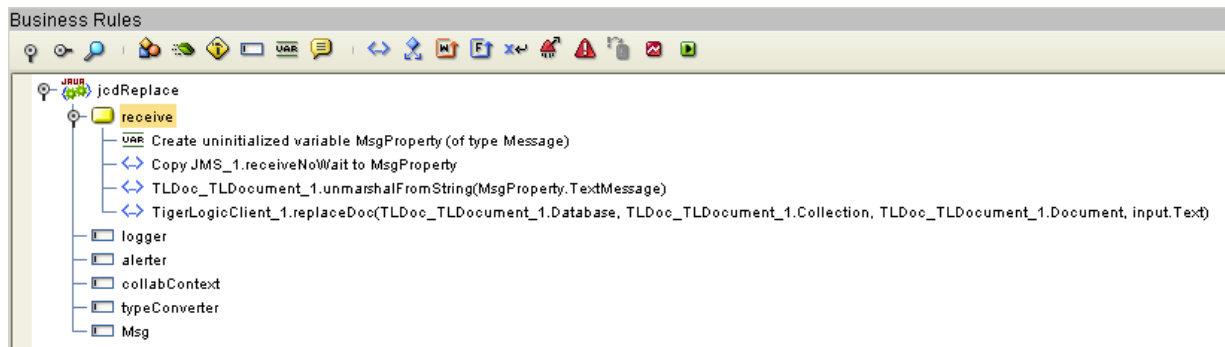 Business Rules
VAR
W F
JAVA jcdReplace
receive
VAR Create uninitialized variable MsgProperty (of type Message)
Copy JMS_1.receiveNoWait to MsgProperty
TLDoc_TLDocument_1.unmarshalFromString(MsgProperty.TextMessage)
TigerLogicClient_1.replaceDoc(TLDoc_TLDocument_1.Database, TLDoc_TLDocument_1.Collection, TLDoc_TLDocument_1.Document, input.Text)
logger
alerter
collabContext
typeConverter
Msg